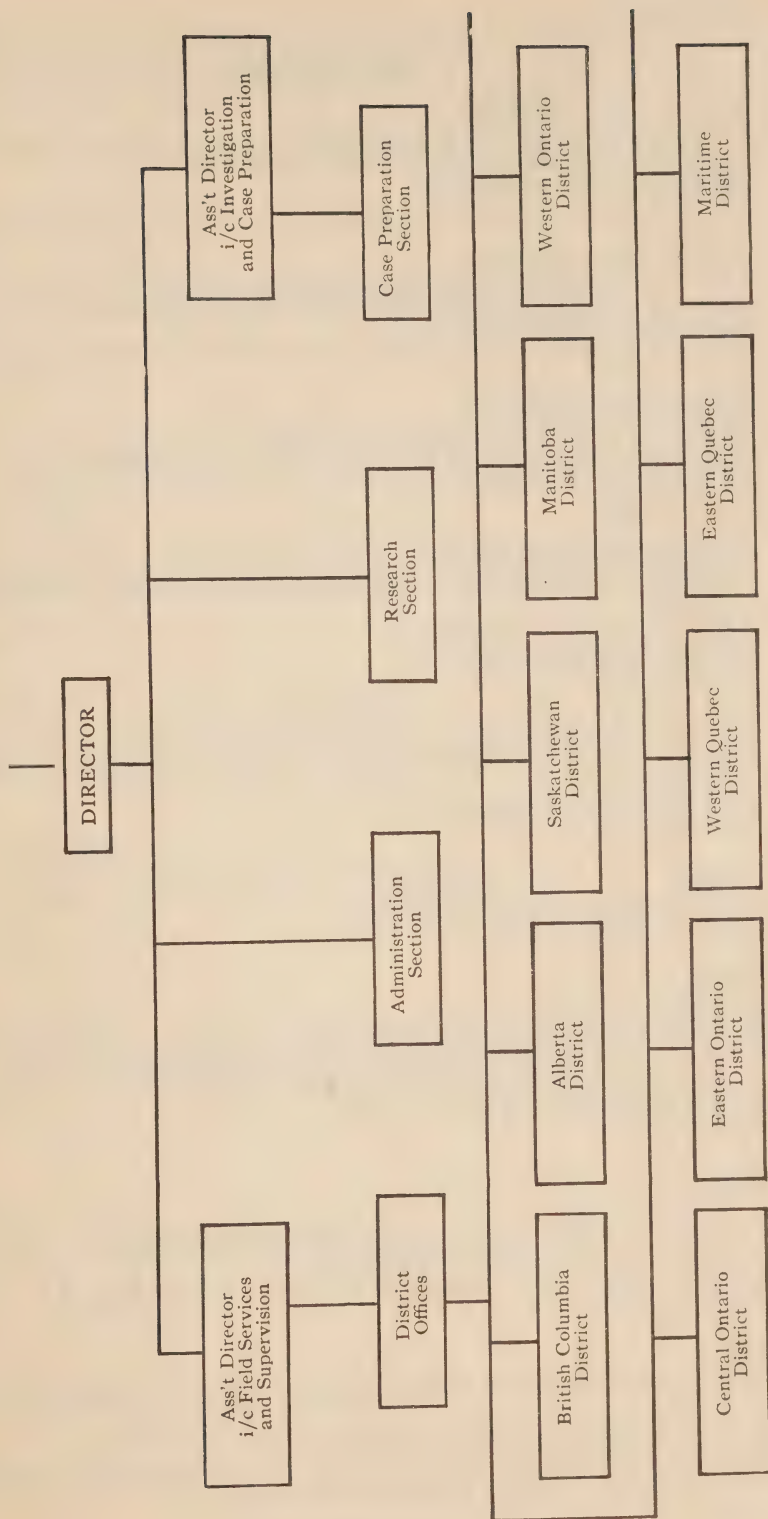 DIRECTOR
Ass't Director
i/c Field Services
and Supervision
Ass't Director
i/c Investigation
and Case Preparation
District
Offices
Administration
Section
Research
Section
Case Preparation
Section
British Columbia
District
Alberta
District
Saskatchewan
District
Manitoba
District
Western Ontario
District
Central Ontario
District
Eastern Ontario
District
Western Quebec
District
Eastern Quebec
District
Maritime
District